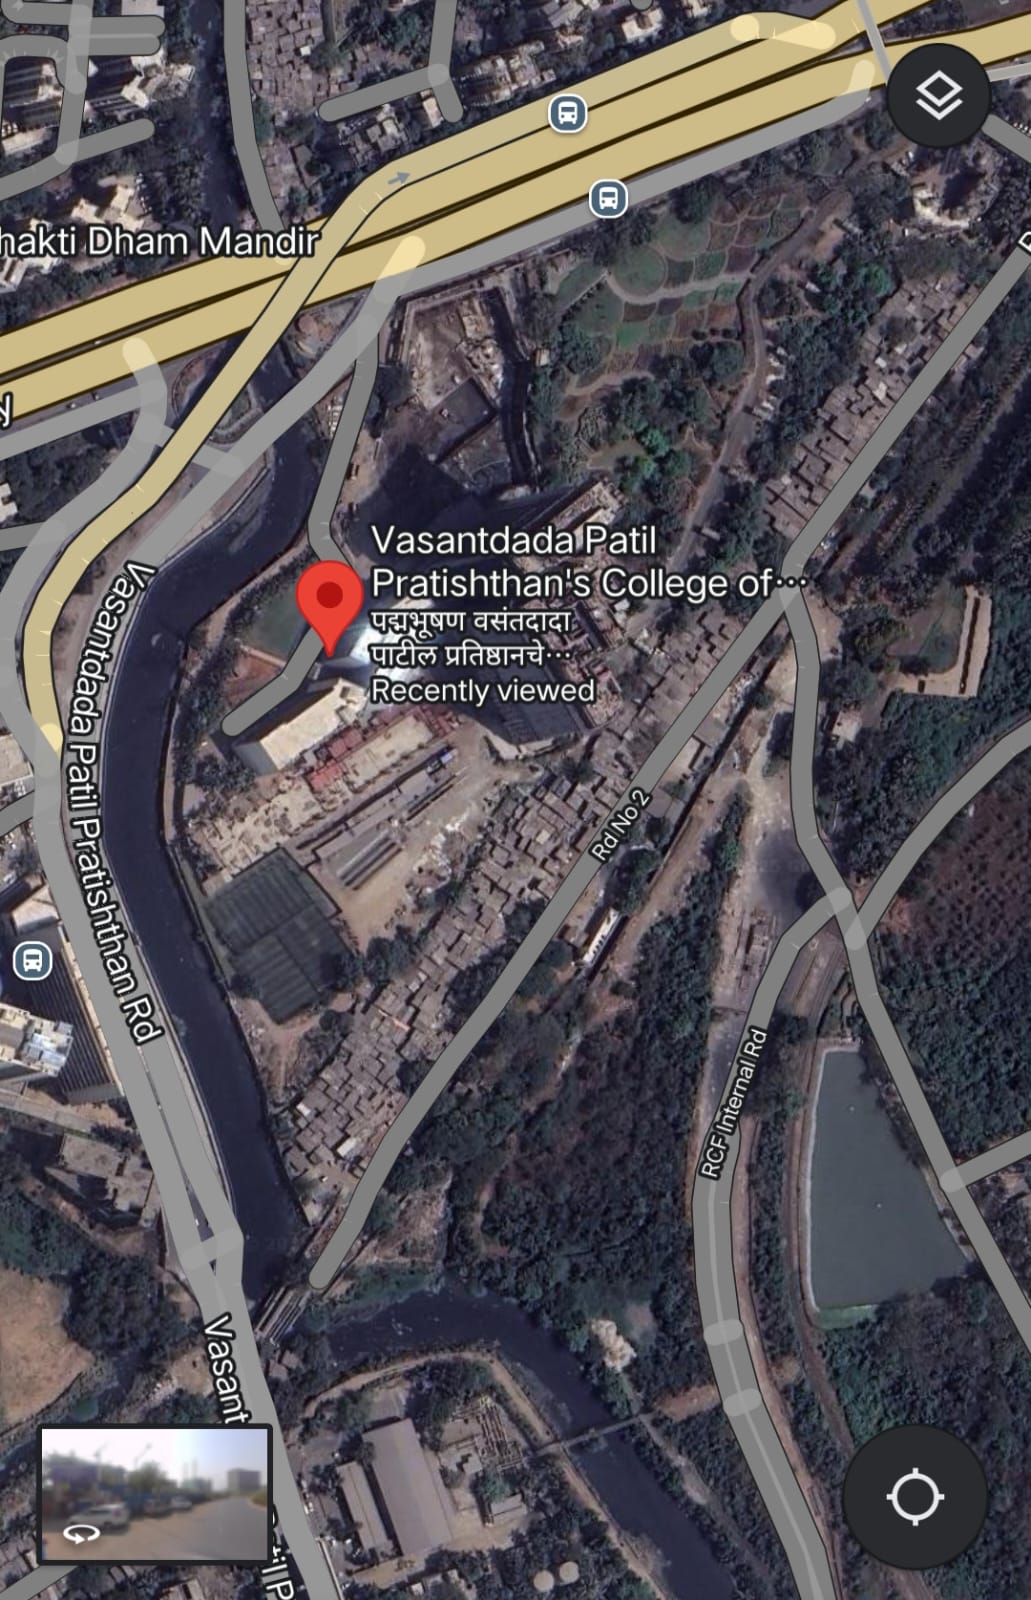 hakti Dham Mandir
y
Vasantdada Patil
Pratishthan's College of...
पद्मभूषण वसंतदादा
पाटील प्रतिष्ठानचे...
Recently viewed
Vasantdada Patil Pratishthan Rd
Rd No 2
RCF Internal Rd
Vasant
til P